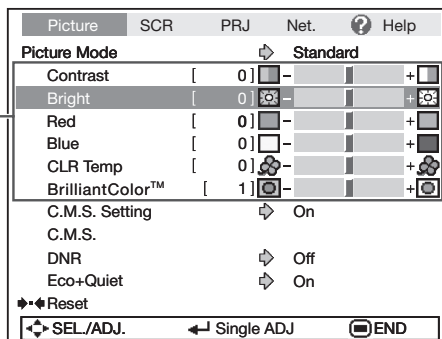 Picture SCR PRJ Net. ? Help
Picture Mode Standard
Contrast [ 0] - +
Bright [ 0] - +
Red [ 0] - +
Blue [ 0] - +
CLR Temp [ 0] - +
BrilliantColor™ [ 1] - +
C.M.S. Setting On
C.M.S.
DNR Off
Eco+Quiet On
Reset
SEL./ADJ. Single ADJ END